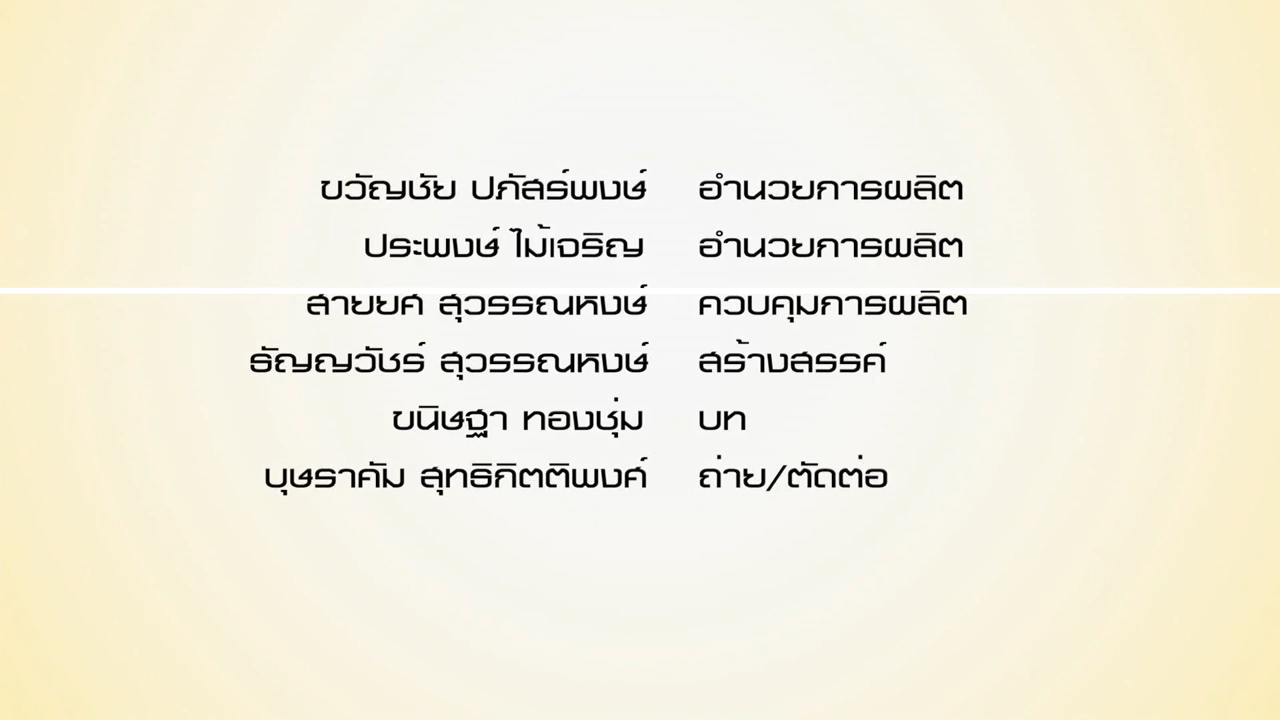 ขวัญชัย ปภัสร์พงษ์ อำนวยการผลิต
ประพงษ์ ไม้เจริญ อำนวยการผลิต
สายยศ สุวรรณหงษ์ ควบคุมการผลิต
ธัญญวัชร์ สุวรรณหงษ์ สร้างสรรค์
ขนิษฐา ทองชุ่ม บท
บุษราคัม สุทธิกิตติพงศ์ ถ่าย/ตัดต่อ